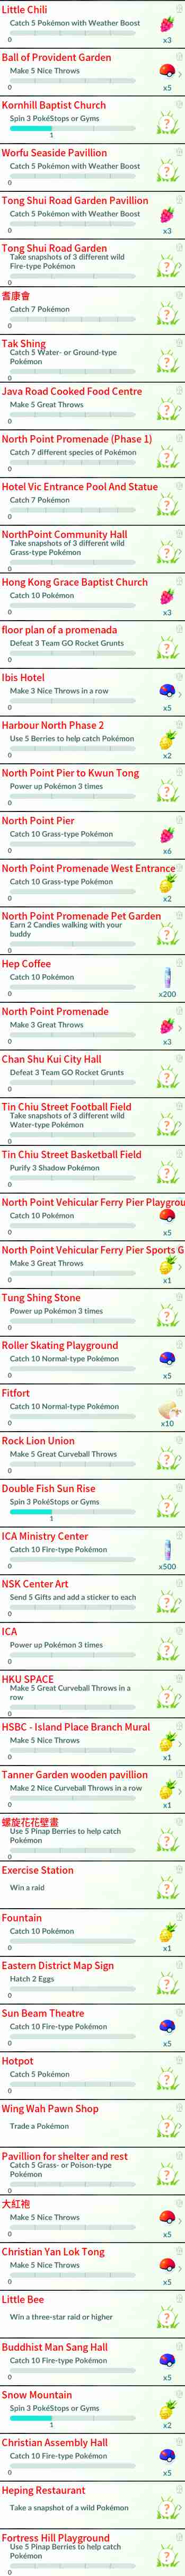 Little Chili
Catch 5 Pokémon with Weather Boost
0
x3
Ball of Provident Garden
Make 5 Nice Throws
0
x5
Kornhill Baptist Church
Spin 3 PokéStops or Gyms
1
Worfu Seaside Pavillion
Catch 5 Pokémon with Weather Boost
0
Tong Shui Road Garden Pavillion
Catch 5 Pokémon with Weather Boost
0
x3
Tong Shui Road Garden
Take snapshots of 3 different wild
Fire-type Pokémon
0
耆康會
Catch 7 Pokémon
0
Tak Shing
Catch 5 Water- or Ground-type
Pokémon
0
Java Road Cooked Food Centre
Make 5 Great Throws
0
North Point Promenade (Phase 1)
Catch 7 different species of Pokémon
0
Hotel Vic Entrance Pool And Statue
Catch 7 Pokémon
0
NorthPoint Community Hall
Take snapshots of 3 different wild
Grass-type Pokémon
0
Hong Kong Grace Baptist Church
Catch 10 Pokémon
0
x3
floor plan of a promenada
Defeat 3 Team GO Rocket Grunts
0
Ibis Hotel
Make 3 Nice Throws in a row
0
x5
Harbour North Phase 2
Use 5 Berries to help catch Pokémon
0
x2
North Point Pier to Kwun Tong
Power up Pokémon 3 times
0
North Point Pier
Catch 10 Grass-type Pokémon
0
x6
North Point Promenade West Entrance
Catch 10 Grass-type Pokémon
0
x2
North Point Promenade Pet Garden
Earn 2 Candies walking with your
buddy
0
Hep Coffee
Catch 10 Pokémon
0
x200
North Point Promenade
Make 3 Great Throws
0
x3
Chan Shu Kui City Hall
Defeat 3 Team GO Rocket Grunts
0
Tin Chiu Street Football Field
Take snapshots of 3 different wild
Water-type Pokémon
0
Tin Chiu Street Basketball Field
Purify 3 Shadow Pokémon
0
North Point Vehicular Ferry Pier Playgrou
Catch 10 Pokémon
0
x5
North Point Vehicular Ferry Pier Sports G
Make 3 Great Throws
0
x1
Tung Shing Stone
Power up Pokémon 3 times
0
Roller Skating Playground
Catch 10 Normal-type Pokémon
0
x5
Fitfort
Catch 10 Normal-type Pokémon
0
x10
Rock Lion Union
Make 5 Great Curveball Throws
0
Double Fish Sun Rise
Spin 3 PokéStops or Gyms
1
ICA Ministry Center
Catch 10 Fire-type Pokémon
0
x500
NSK Center Art
Send 5 Gifts and add a sticker to each
0
ICA
Power up Pokémon 3 times
0
HKU SPACE
Make 5 Great Curveball Throws in a
row
0
HSBC - Island Place Branch Mural
Make 5 Nice Throws
0
x1
Tanner Garden wooden pavillion
Make 2 Nice Curveball Throws in a row
0
x1
螺旋花花壁畫
Use 5 Pinap Berries to help catch
Pokémon
0
Exercise Station
Win a raid
Fountain
Catch 10 Pokémon
0
x1
Eastern District Map Sign
Hatch 2 Eggs
0
Sun Beam Theatre
Catch 10 Fire-type Pokémon
0
x5
Hotpot
Catch 5 Pokémon
0
Wing Wah Pawn Shop
Trade a Pokémon
Pavillion for shelter and rest
Catch 5 Grass- or Poison-type
Pokémon
0
大紅袍
Make 5 Nice Throws
0
x5
Christian Yan Lok Tong
Make 5 Nice Throws
0
x5
Little Bee
Win a three-star raid or higher
Buddhist Man Sang Hall
Catch 10 Fire-type Pokémon
0
x5
Snow Mountain
Spin 3 PokéStops or Gyms
1
x2
Christian Assembly Hall
Catch 10 Fire-type Pokémon
0
x5
Heping Restaurant
Take a snapshot of a wild Pokémon
Fortress Hill Playground
Use 5 Pinap Berries to help catch
Pokémon
0